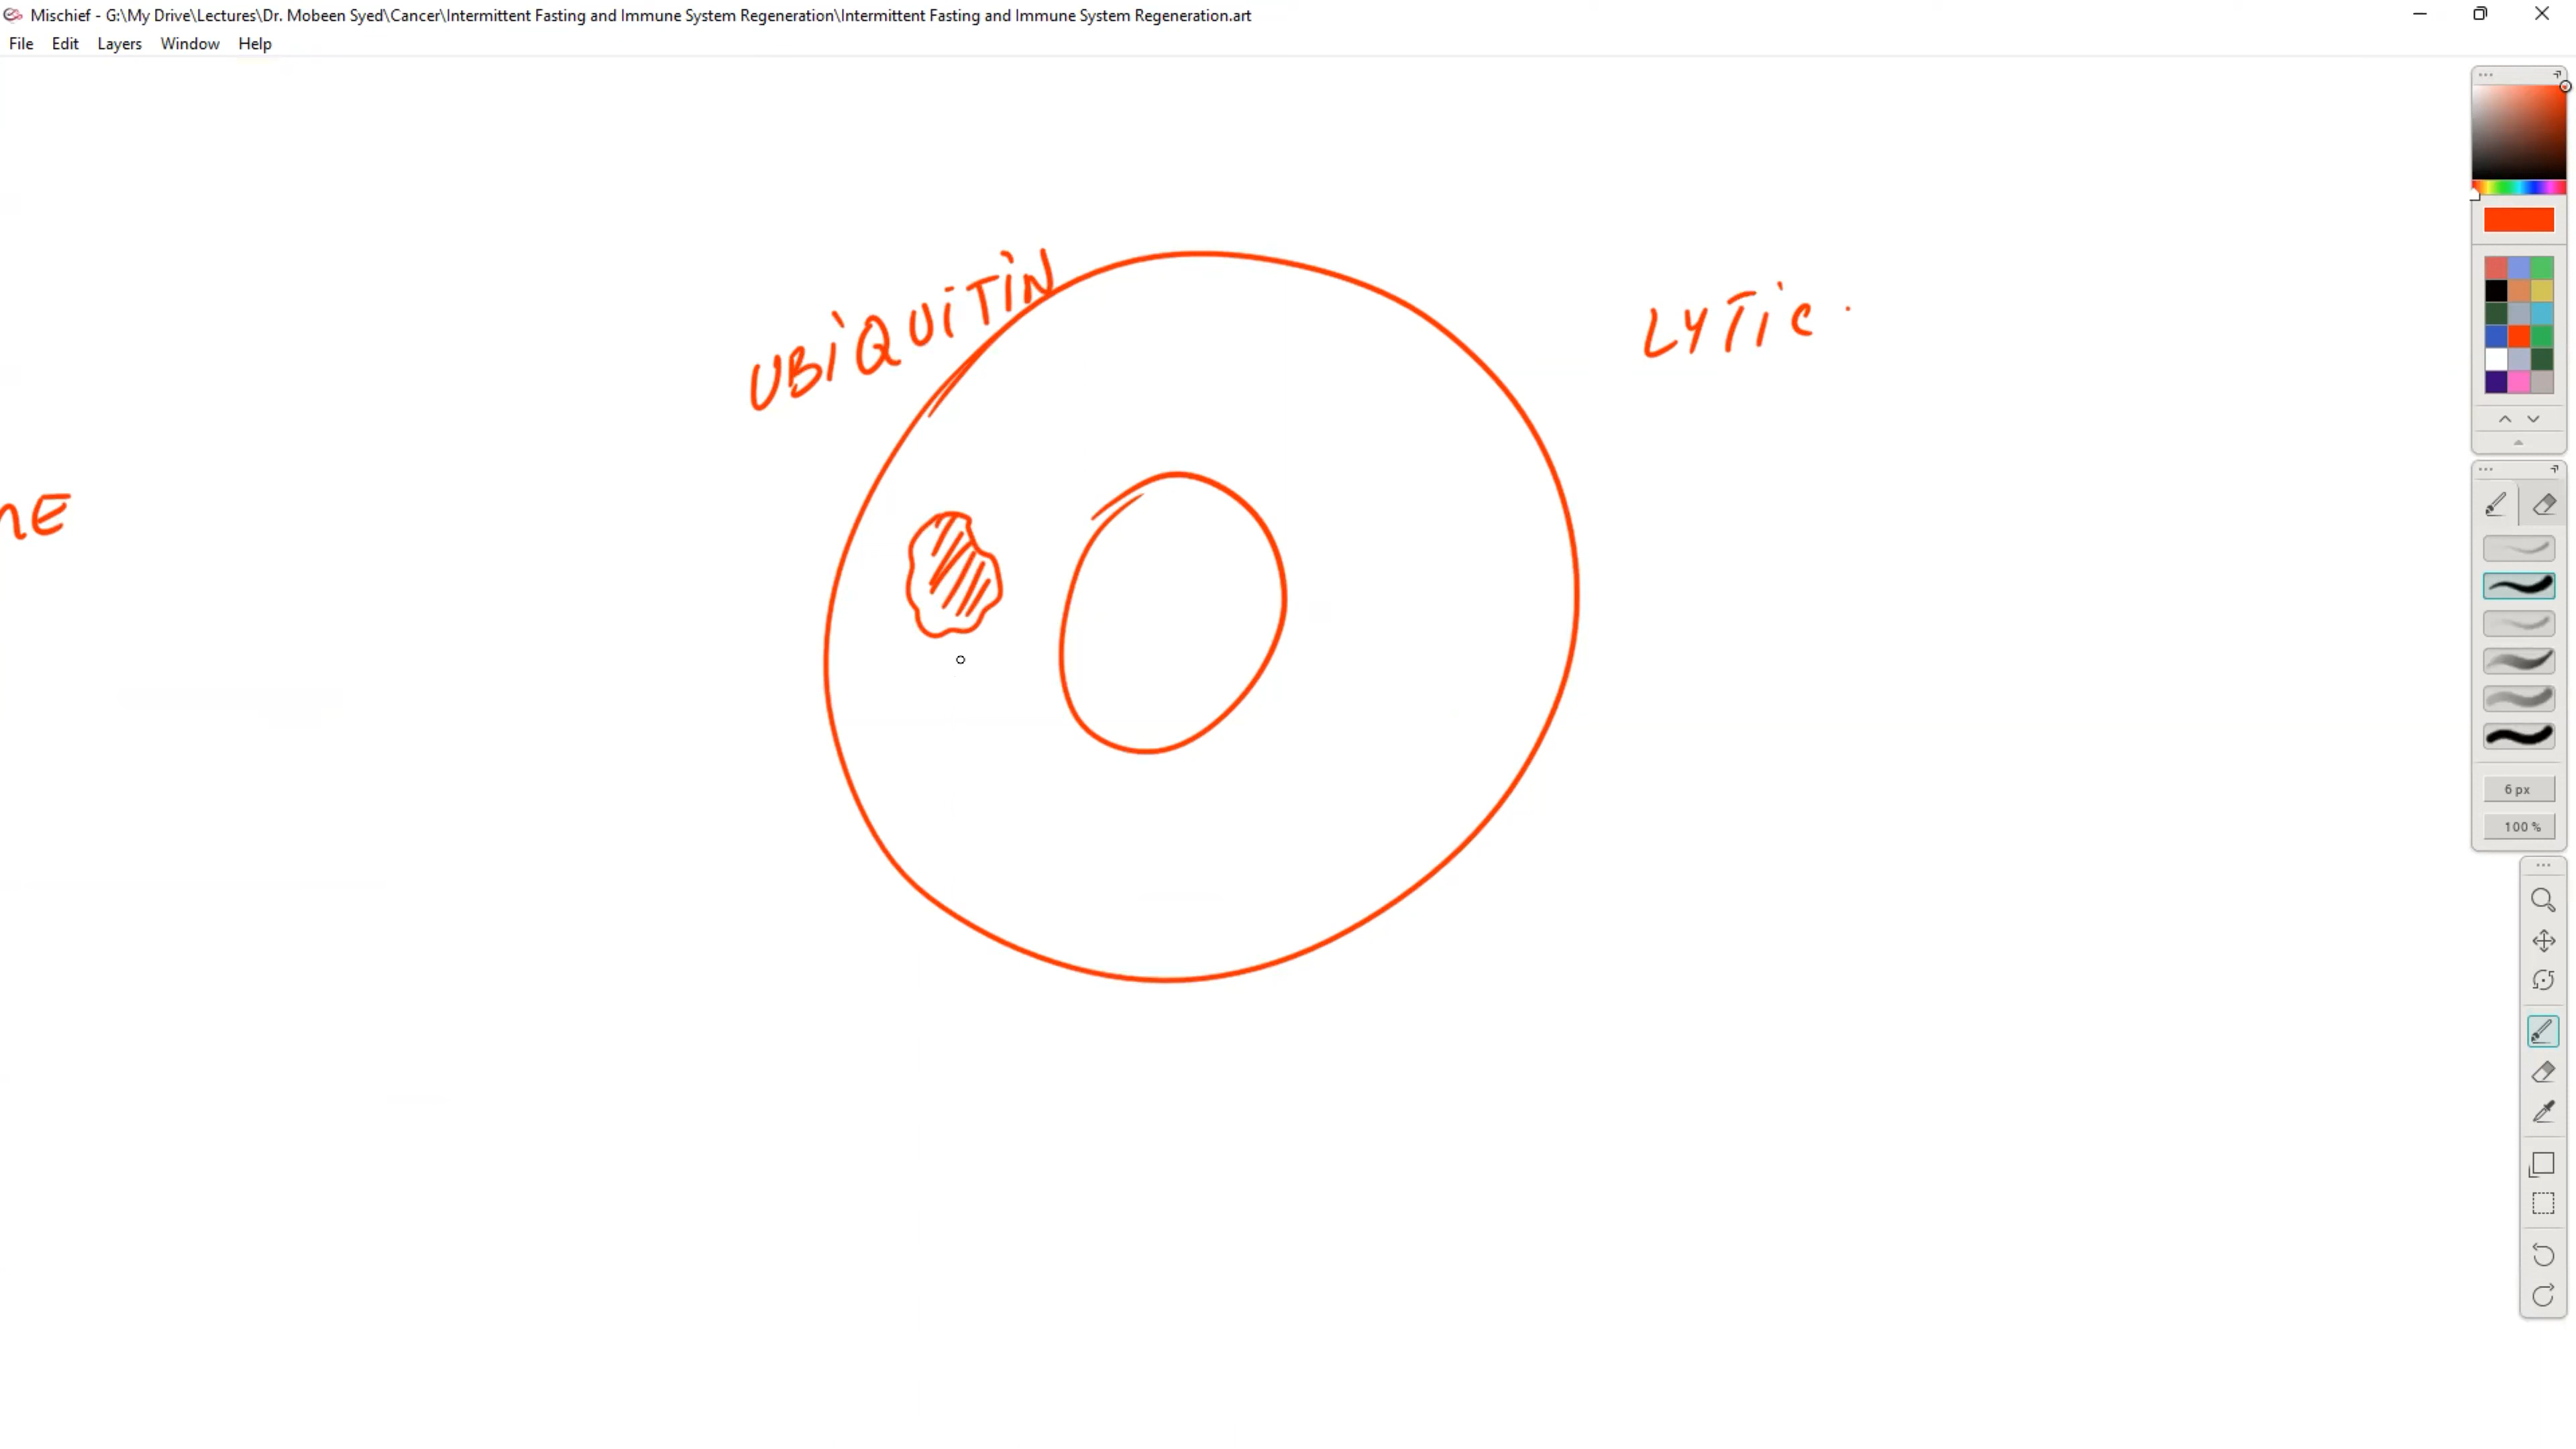 Mischief - G:\My Drive\Lectures\Dr. Mobeen Syed\Cancer\Intermittent Fasting and Immune System Regeneration\Intermittent Fasting and Immune System Regeneration.art
File Edit Layers Window Help
UBiQUiTiN
LYTiC
6 px
100 %